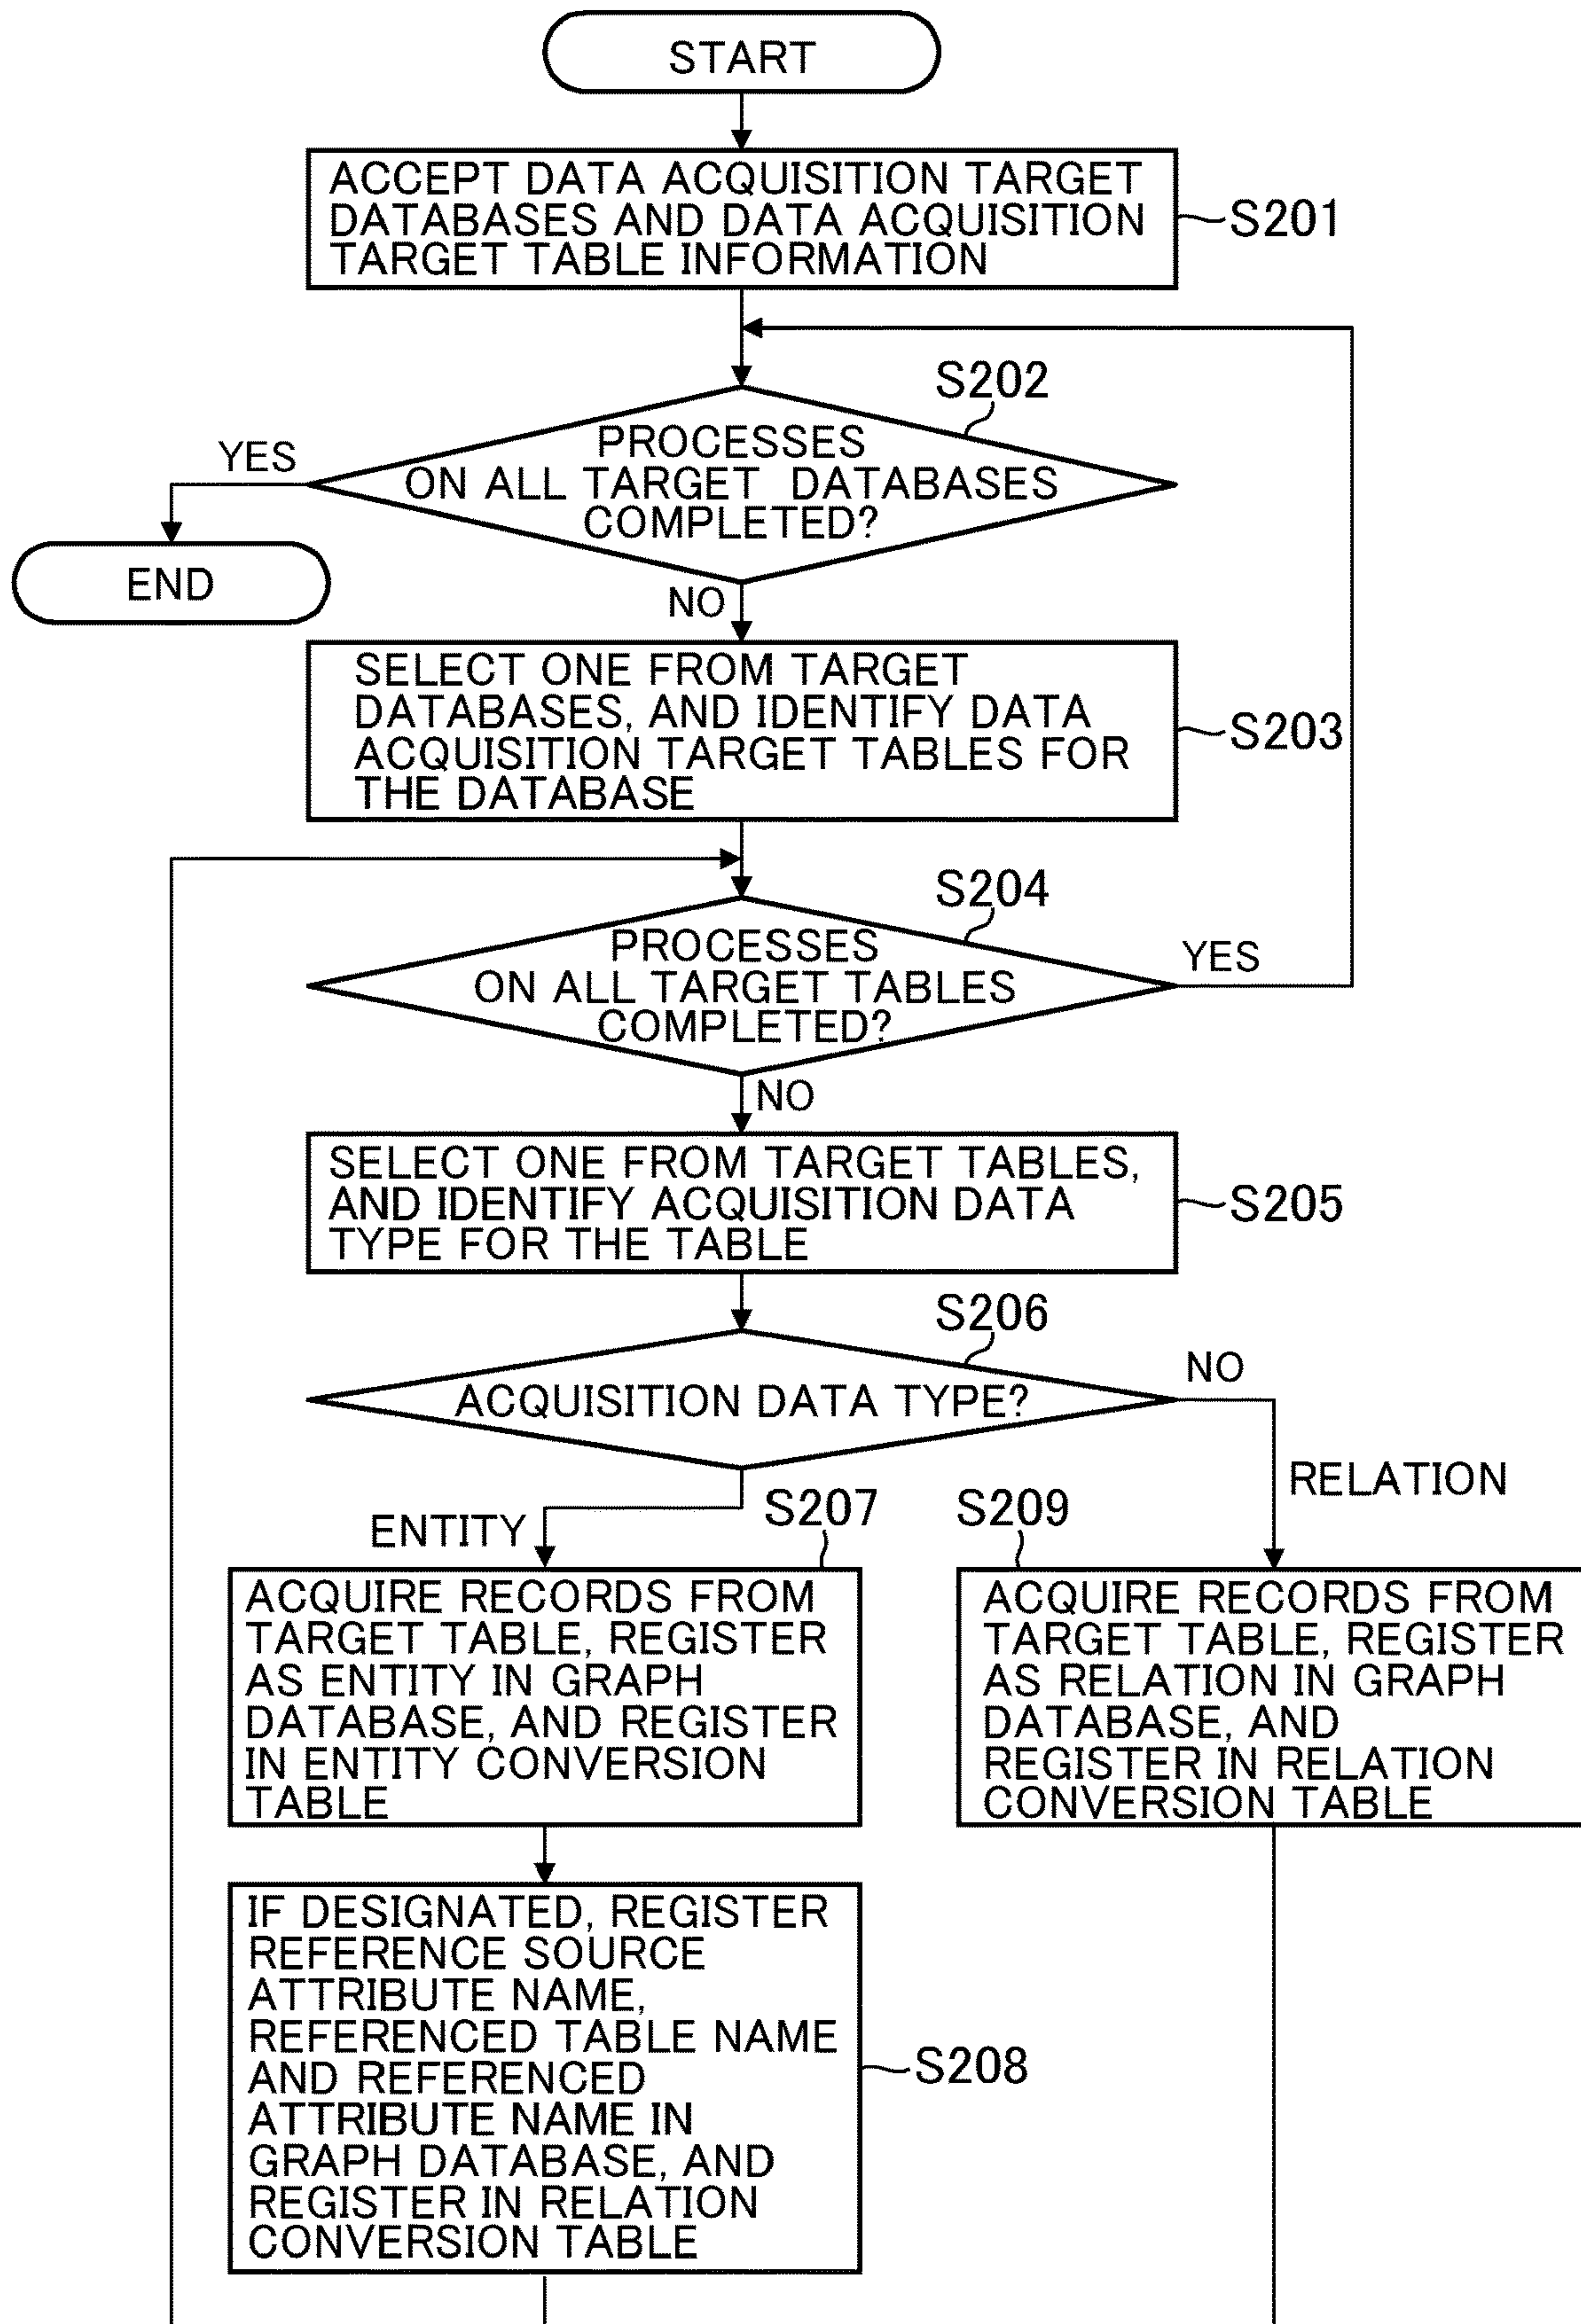 START
ACCEPT DATA ACQUISITION TARGET
DATABASES AND DATA ACQUISITION
TARGET TABLE INFORMATION
S201
S202
PROCESSES
ON ALL TARGET DATABASES
COMPLETED?
YES
END
NO
SELECT ONE FROM TARGET
DATABASES, AND IDENTIFY DATA
ACQUISITION TARGET TABLES FOR
THE DATABASE
S203
S204
PROCESSES
ON ALL TARGET TABLES
COMPLETED?
YES
NO
SELECT ONE FROM TARGET TABLES,
AND IDENTIFY ACQUISITION DATA
TYPE FOR THE TABLE
S205
S206
ACQUISITION DATA TYPE?
NO
RELATION
ENTITY
S207
ACQUIRE RECORDS FROM
TARGET TABLE, REGISTER
AS ENTITY IN GRAPH
DATABASE, AND REGISTER
IN ENTITY CONVERSION
TABLE
S209
ACQUIRE RECORDS FROM
TARGET TABLE, REGISTER
AS RELATION IN GRAPH
DATABASE, AND
REGISTER IN RELATION
CONVERSION TABLE
IF DESIGNATED, REGISTER
REFERENCE SOURCE
ATTRIBUTE NAME,
REFERENCED TABLE NAME
AND REFERENCED
ATTRIBUTE NAME IN
GRAPH DATABASE, AND
REGISTER IN RELATION
CONVERSION TABLE
S208